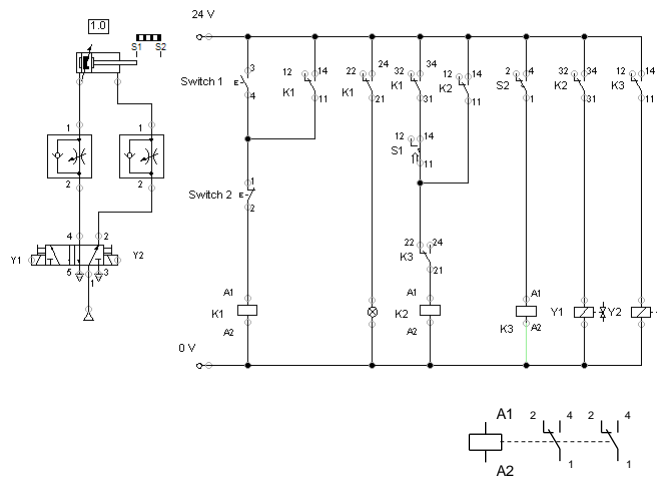 24 V
1.0
S1 S2
Switch 1
3
4
12 14
K1
11
24
22
K1
21
34
32
K1
31
12 14
K2
11
2 4
S2
1
32 34
K2
31
12 14
K3
11
12 14
S1
11
1
2
1
2
Switch 2
1
2
22 24
K3
21
4 2
Y1
Y2
5 3
1
A1
K1
A2
A1
K2
A2
A1
K3 A2
Y1
Y2
0 V
A1
2 4
1
2 4
1
A2